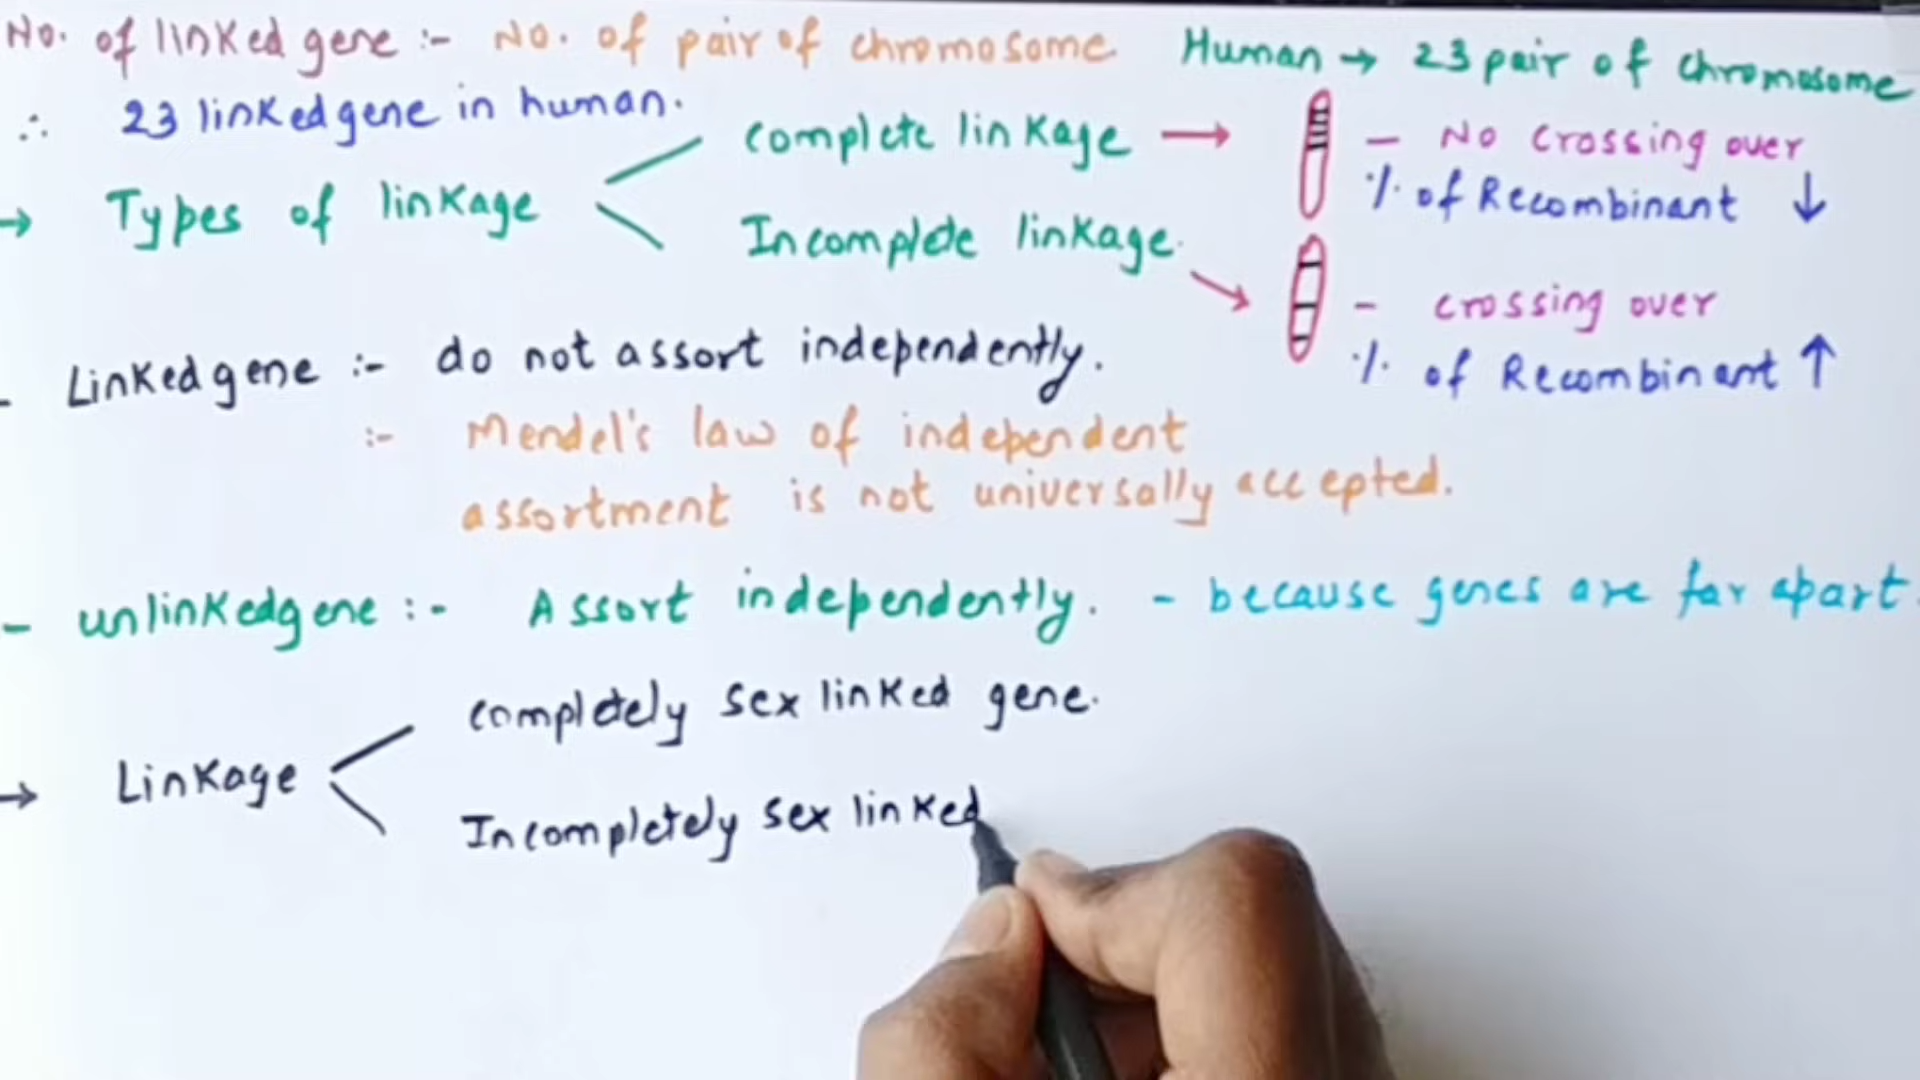 No. of linked gene :- No. of pair of chromosome
Human → 23 pair of chromosome
∴ 23 linked gene in human.
→ Types of linkage
complete linkage →
- No crossing over
% of Recombinant ↓
Incomplete linkage.
- crossing over
% of Recombinant ↑
- Linked gene :- do not assort independently.
:- Mendel's law of independent
assortment is not universally accepted.
- unlinked gene :- Assort independently. - because genes are far apart.
→ Linkage
completely sex linked gene.
Incompletely sex linked